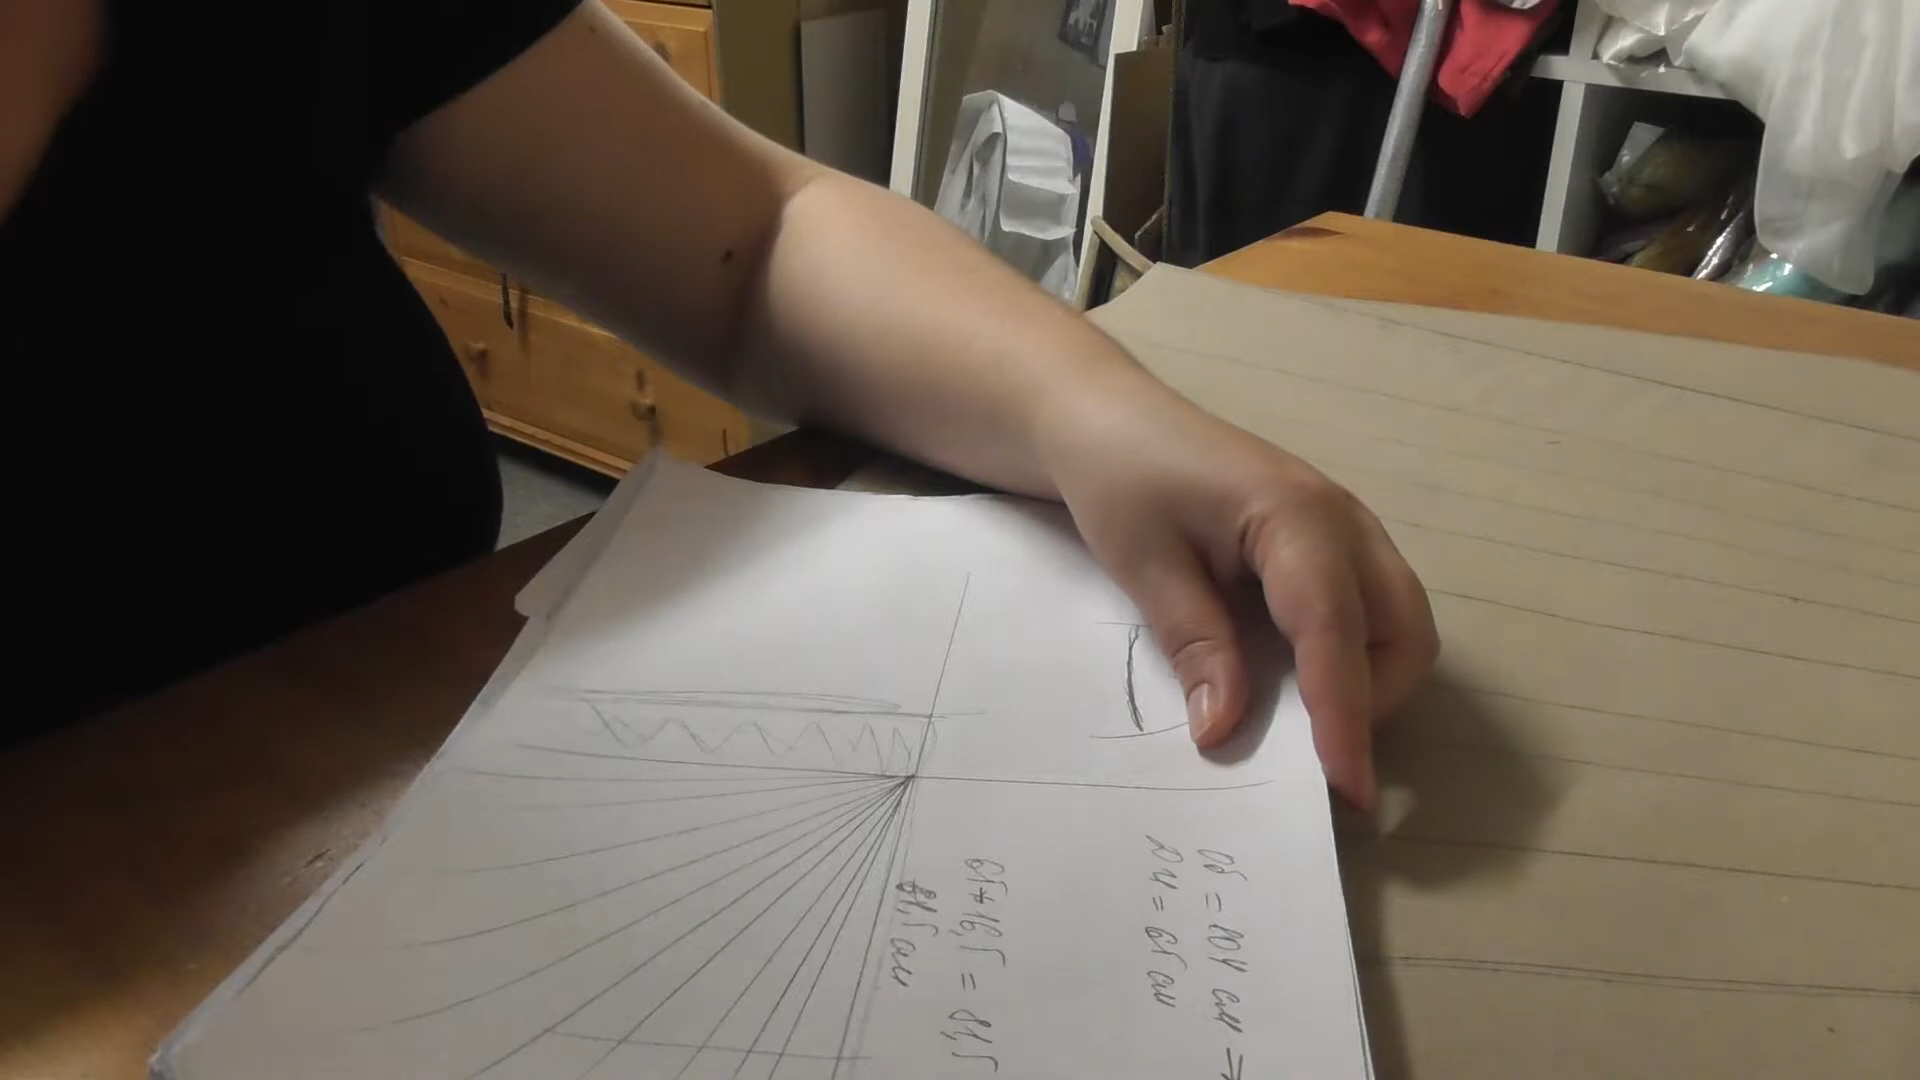 Об = 104 см ⇒
Ди = 65 см
65+16,5 = 81,5
81,5 см